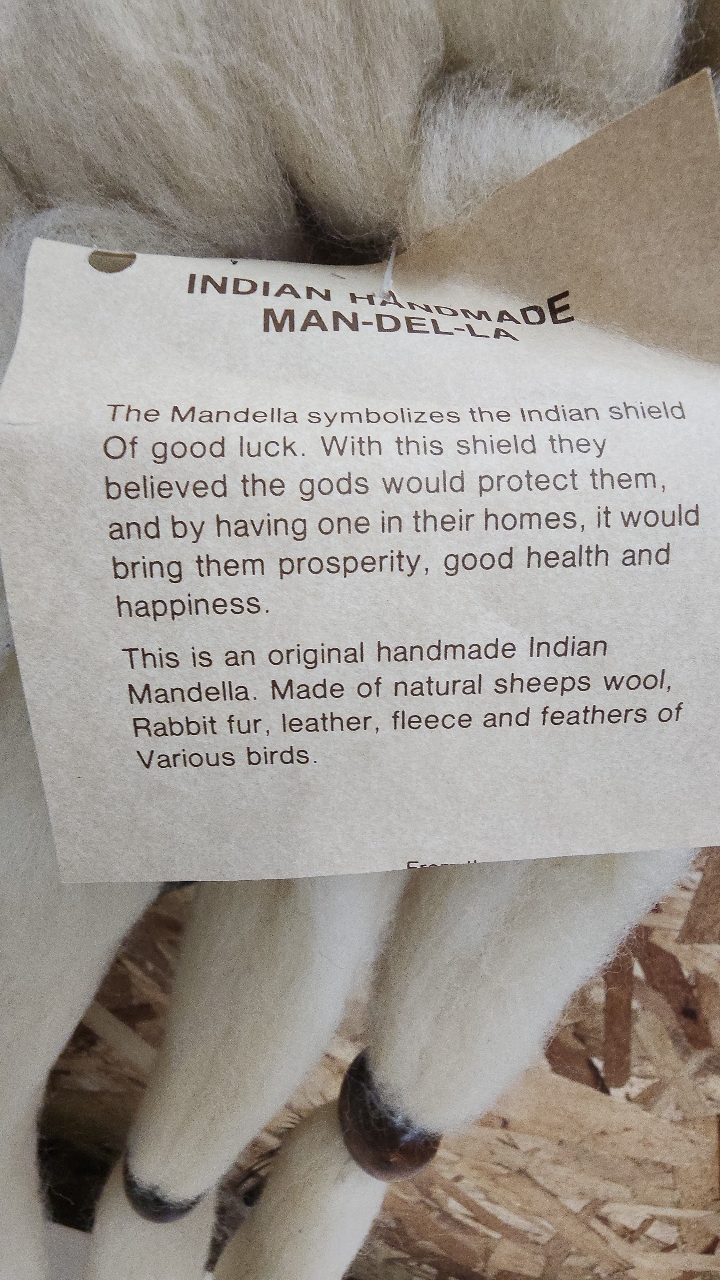 INDIAN HANDMADE
MAN-DEL-LA
The Mandella symbolizes the Indian shield
Of good luck. With this shield they
believed the gods would protect them,
and by having one in their homes, it would
bring them prosperity, good health and
happiness.
This is an original handmade Indian
Mandella. Made of natural sheeps wool,
Rabbit fur, leather, fleece and feathers of
Various birds.